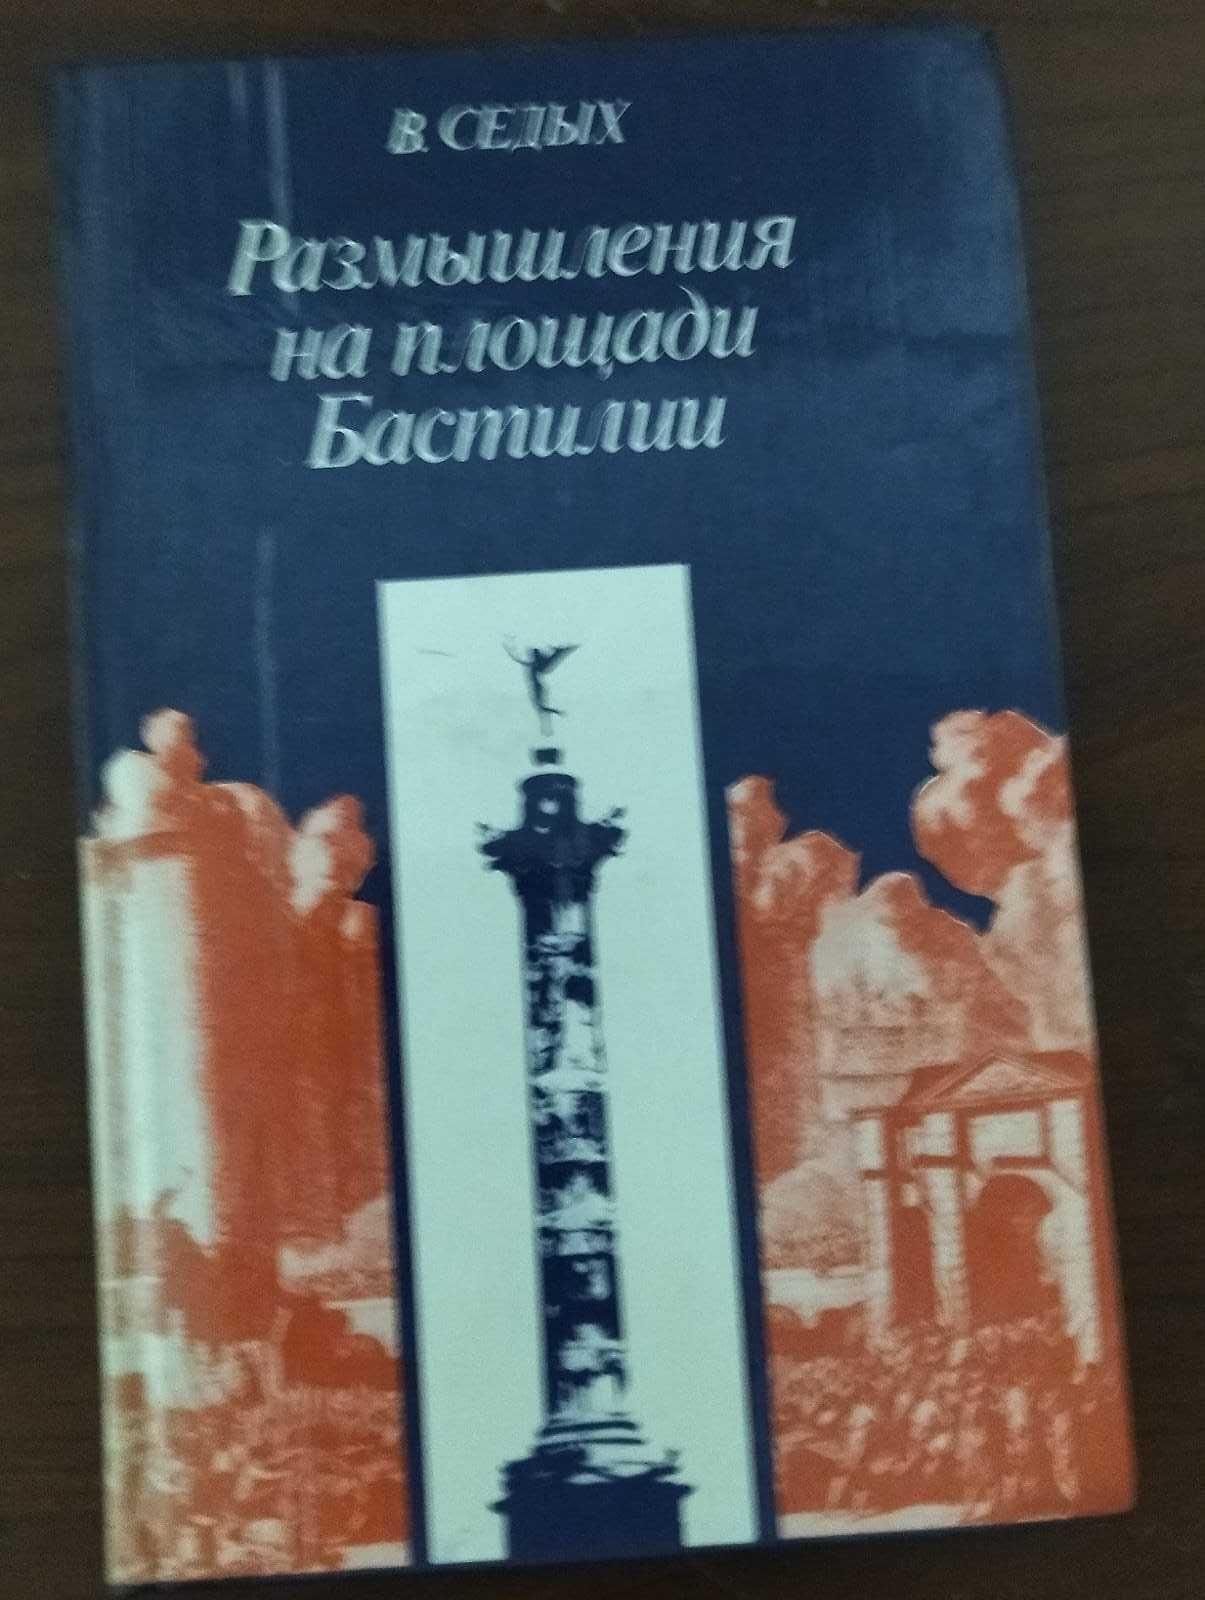 В. СЕДЫХ
Размышления
на площади
Бастилии